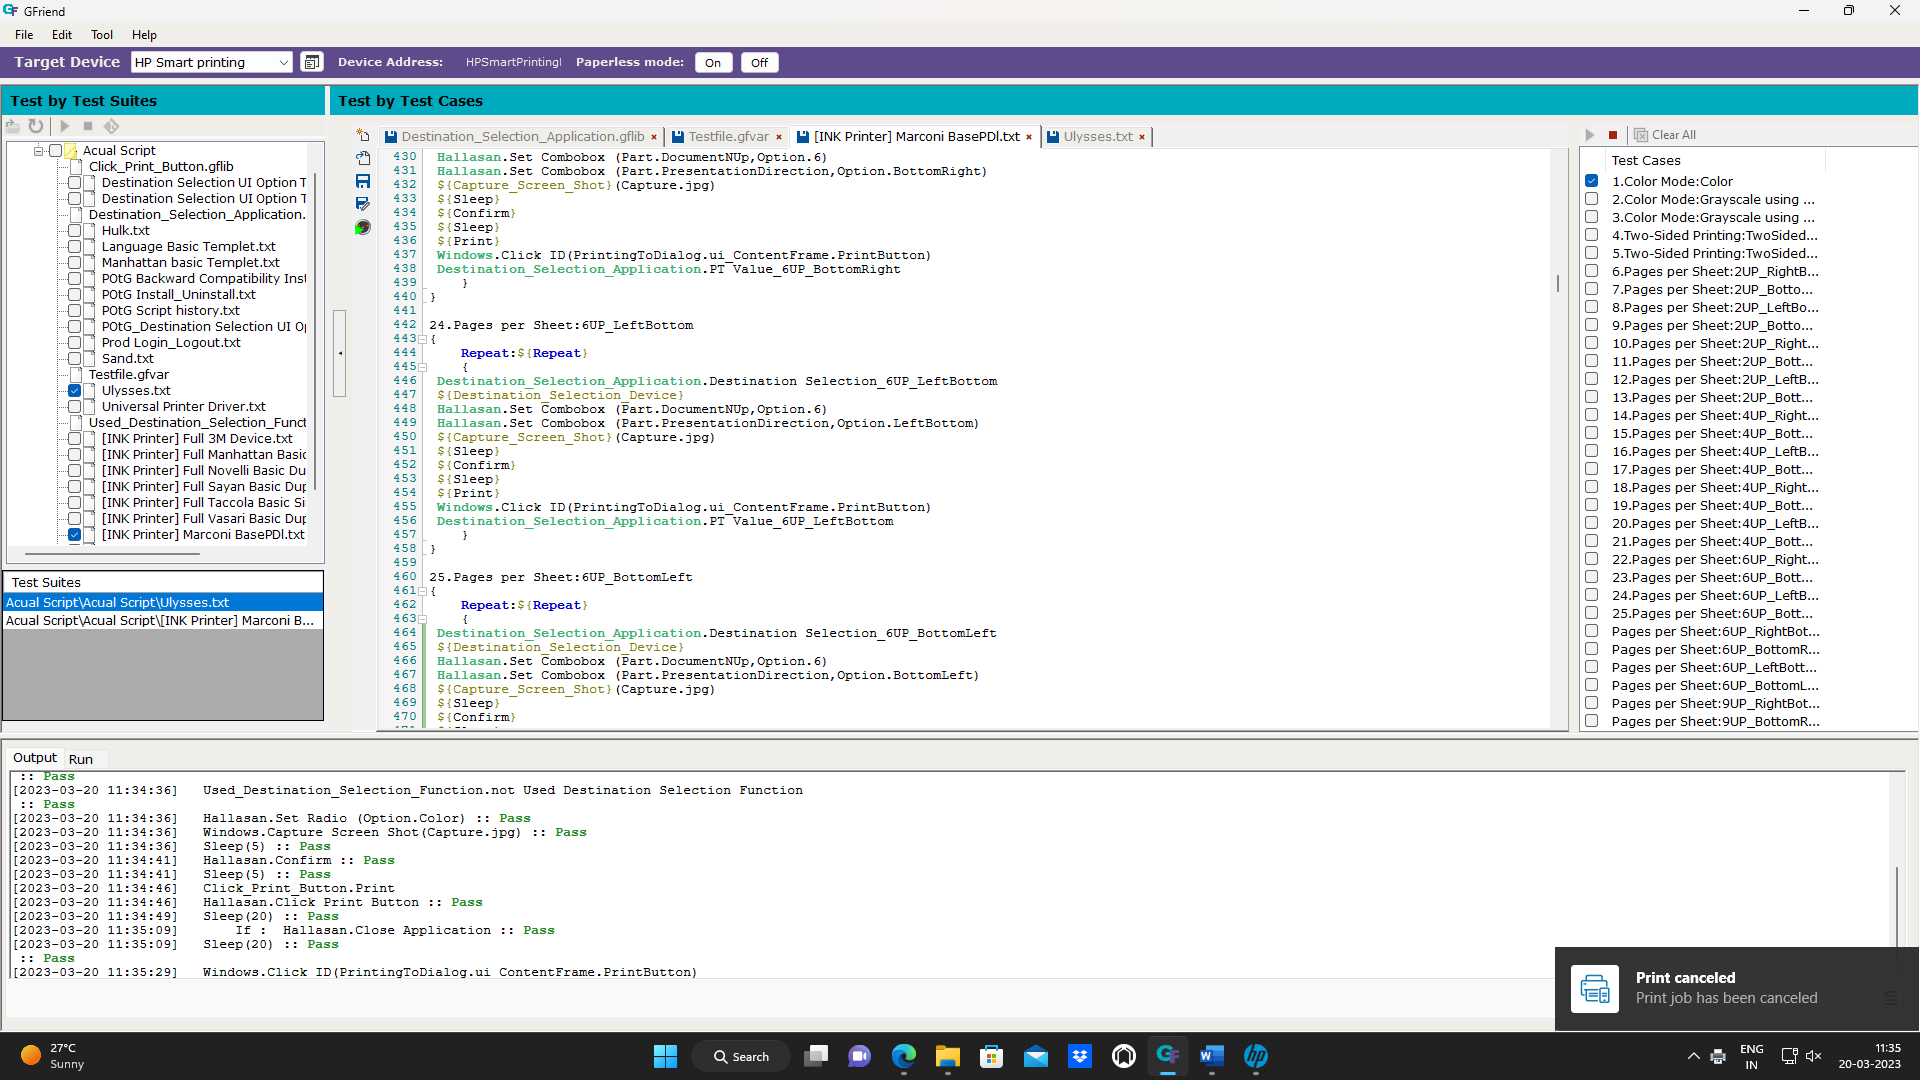 GFriend
File Edit Tool Help
Target Device HP Smart printing Device Address: HPSmartPrintingI Paperless mode: On Off
Test by Test Suites
Acual Script
Click_Print_Button.gflib
Destination Selection UI Option T
Destination Selection UI Option T
Destination_Selection_Application.
Hulk.txt
Language Basic Templet.txt
Manhattan basic Templet.txt
POtG Backward Compatibility Inst
POtG Install_Uninstall.txt
POtG Script history.txt
POtG_Destination Selection UI Op
Prod Login_Logout.txt
Sand.txt
Testfile.gfvar
Ulysses.txt
Universal Printer Driver.txt
Used_Destination_Selection_Funct
[INK Printer] Full 3M Device.txt
[INK Printer] Full Manhattan Basic
[INK Printer] Full Novelli Basic Du
[INK Printer] Full Sayan Basic Dup
[INK Printer] Full Taccola Basic Si
[INK Printer] Full Vasari Basic Dup
[INK Printer] Marconi BasePDl.txt
Test Suites
Acual Script\Acual Script\Ulysses.txt
Acual Script\Acual Script\[INK Printer] Marconi B...
Test by Test Cases
Destination_Selection_Application.gflib Testfile.gfvar [INK Printer] Marconi BasePDl.txt Ulysses.txt
430 Hallasan.Set Combobox (Part.DocumentNUp,Option.6)
431 Hallasan.Set Combobox (Part.PresentationDirection,Option.BottomRight)
432 ${Capture_Screen_Shot}(Capture.jpg)
433 ${Sleep}
434 ${Confirm}
435 ${Sleep}
436 ${Print}
437 Windows.Click ID(PrintingToDialog.ui_ContentFrame.PrintButton)
438 Destination_Selection_Application.PT Value_6UP_BottomRight
439 }
440 }
441
442 24.Pages per Sheet:6UP_LeftBottom
443 {
444 Repeat:${Repeat}
445 {
446 Destination_Selection_Application.Destination Selection_6UP_LeftBottom
447 ${Destination_Selection_Device}
448 Hallasan.Set Combobox (Part.DocumentNUp,Option.6)
449 Hallasan.Set Combobox (Part.PresentationDirection,Option.LeftBottom)
450 ${Capture_Screen_Shot}(Capture.jpg)
451 ${Sleep}
452 ${Confirm}
453 ${Sleep}
454 ${Print}
455 Windows.Click ID(PrintingToDialog.ui_ContentFrame.PrintButton)
456 Destination_Selection_Application.PT Value_6UP_LeftBottom
457 }
458 }
459
460 25.Pages per Sheet:6UP_BottomLeft
461 {
462 Repeat:${Repeat}
463 {
464 Destination_Selection_Application.Destination Selection_6UP_BottomLeft
465 ${Destination_Selection_Device}
466 Hallasan.Set Combobox (Part.DocumentNUp,Option.6)
467 Hallasan.Set Combobox (Part.PresentationDirection,Option.BottomLeft)
468 ${Capture_Screen_Shot}(Capture.jpg)
469 ${Sleep}
470 ${Confirm}
Clear All
Test Cases
1.Color Mode:Color
2.Color Mode:Grayscale using ...
3.Color Mode:Grayscale using ...
4.Two-Sided Printing:TwoSided...
5.Two-Sided Printing:TwoSided...
6.Pages per Sheet:2UP_RightB...
7.Pages per Sheet:2UP_Botto...
8.Pages per Sheet:2UP_LeftBo...
9.Pages per Sheet:2UP_Botto...
10.Pages per Sheet:2UP_Right...
11.Pages per Sheet:2UP_Bott...
12.Pages per Sheet:2UP_LeftB...
13.Pages per Sheet:2UP_Bott...
14.Pages per Sheet:4UP_Right...
15.Pages per Sheet:4UP_Bott...
16.Pages per Sheet:4UP_LeftB...
17.Pages per Sheet:4UP_Bott...
18.Pages per Sheet:4UP_Right...
19.Pages per Sheet:4UP_Bott...
20.Pages per Sheet:4UP_LeftB...
21.Pages per Sheet:4UP_Bott...
22.Pages per Sheet:6UP_Right...
23.Pages per Sheet:6UP_Bott...
24.Pages per Sheet:6UP_LeftB...
25.Pages per Sheet:6UP_Bott...
Pages per Sheet:6UP_RightBot...
Pages per Sheet:6UP_BottomR...
Pages per Sheet:6UP_LeftBott...
Pages per Sheet:6UP_BottomL...
Pages per Sheet:9UP_RightBot...
Pages per Sheet:9UP_BottomR...
Output Run
:: Pass
[2023-03-20 11:34:36] Used_Destination_Selection_Function.not Used Destination Selection Function
:: Pass
[2023-03-20 11:34:36] Hallasan.Set Radio (Option.Color) :: Pass
[2023-03-20 11:34:36] Windows.Capture Screen Shot(Capture.jpg) :: Pass
[2023-03-20 11:34:36] Sleep(5) :: Pass
[2023-03-20 11:34:41] Hallasan.Confirm :: Pass
[2023-03-20 11:34:41] Sleep(5) :: Pass
[2023-03-20 11:34:46] Click_Print_Button.Print
[2023-03-20 11:34:46] Hallasan.Click Print Button :: Pass
[2023-03-20 11:34:49] Sleep(20) :: Pass
[2023-03-20 11:35:09] If : Hallasan.Close Application :: Pass
[2023-03-20 11:35:09] Sleep(20) :: Pass
:: Pass
[2023-03-20 11:35:29] Windows.Click ID(PrintingToDialog.ui_ContentFrame.PrintButton)
Print canceled
Print job has been canceled
27°C
Sunny
Search
ENG
IN
11:35
20-03-2023